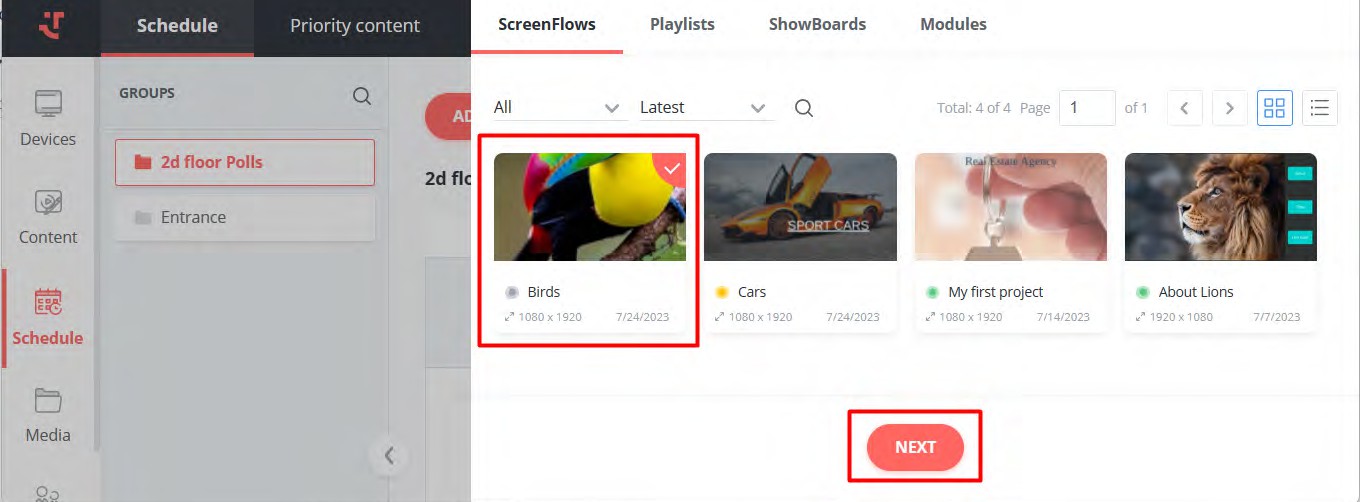 Schedule
Priority content
ScreenFlows
Playlists
ShowBoards
Modules
Devices
Content
Schedule
Media
GROUPS
2d floor Polls
Entrance
AD
2d flo
All
Latest
Total: 4 of 4 Page 1 of 1
Birds
1080 x 1920 7/24/2023
SPORT CARS
Cars
1080 x 1920 7/24/2023
Real Estate Agency
My first project
1080 x 1920 7/14/2023
About Lions
1920 x 1080 7/7/2023
NEXT